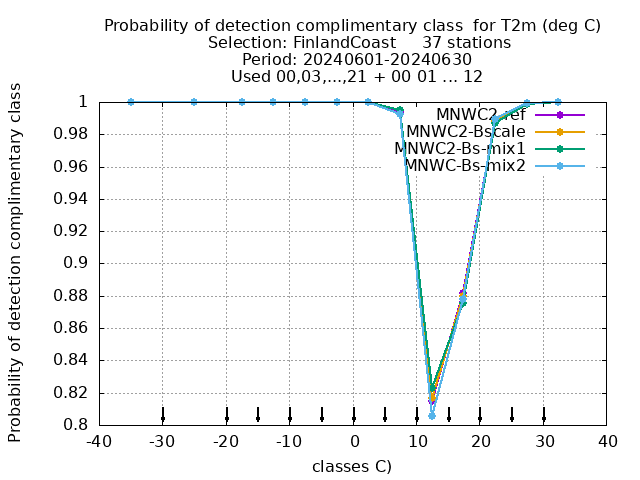 Probability of detection complimentary class  for T2m (deg C)
Selection: FinlandCoast     37 stations
Period: 20240601-20240630
Used 00,03,...,21 + 00 01 ... 12
Probability of detection complimentary class
1
0.98
0.96
0.94
0.92
0.9
0.88
0.86
0.84
0.82
0.8
MNWC2_ref
MNWC2-Bscale
MNWC2-Bs-mix1
MNWC-Bs-mix2
-40 -30 -20 -10 0 10 20 30 40
classes C)